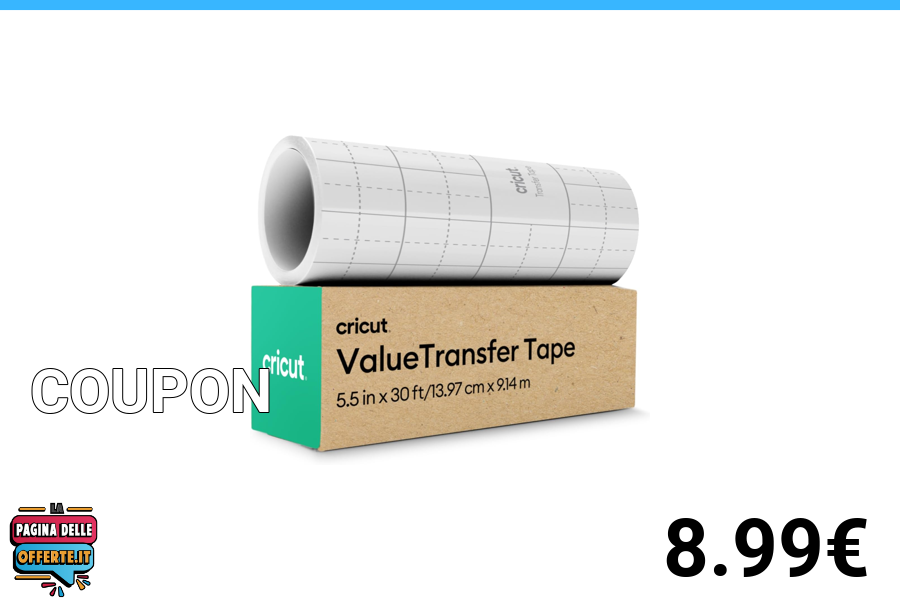 cricut
Transfer Tape
cricut
ValueTransfer Tape
5.5 in x 30 ft/13.97 cm x 9.14 m
cricut
COUPON
LA
PAGINA DELLE
OFFERTE.IT
8.99€